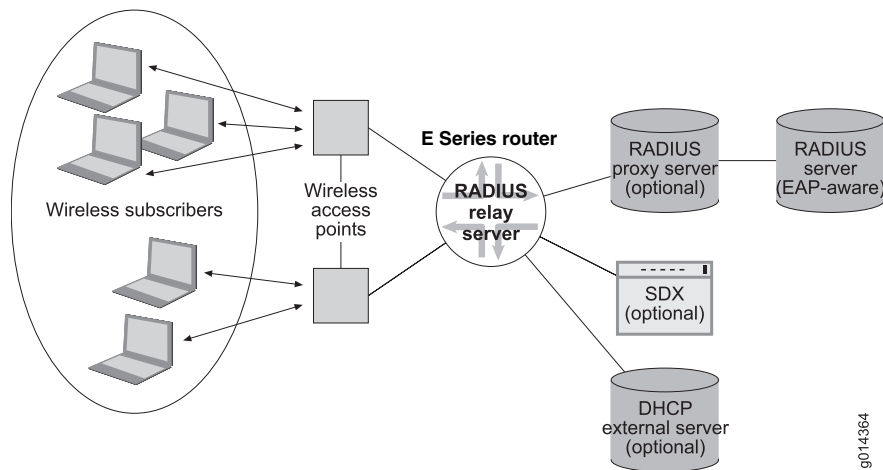 Wireless subscribers
Wireless
access
points
E Series router
RADIUS
relay
server
RADIUS
proxy server
(optional)
RADIUS
server
(EAP-aware)
SDX
(optional)
DHCP
external server
(optional)
g014364